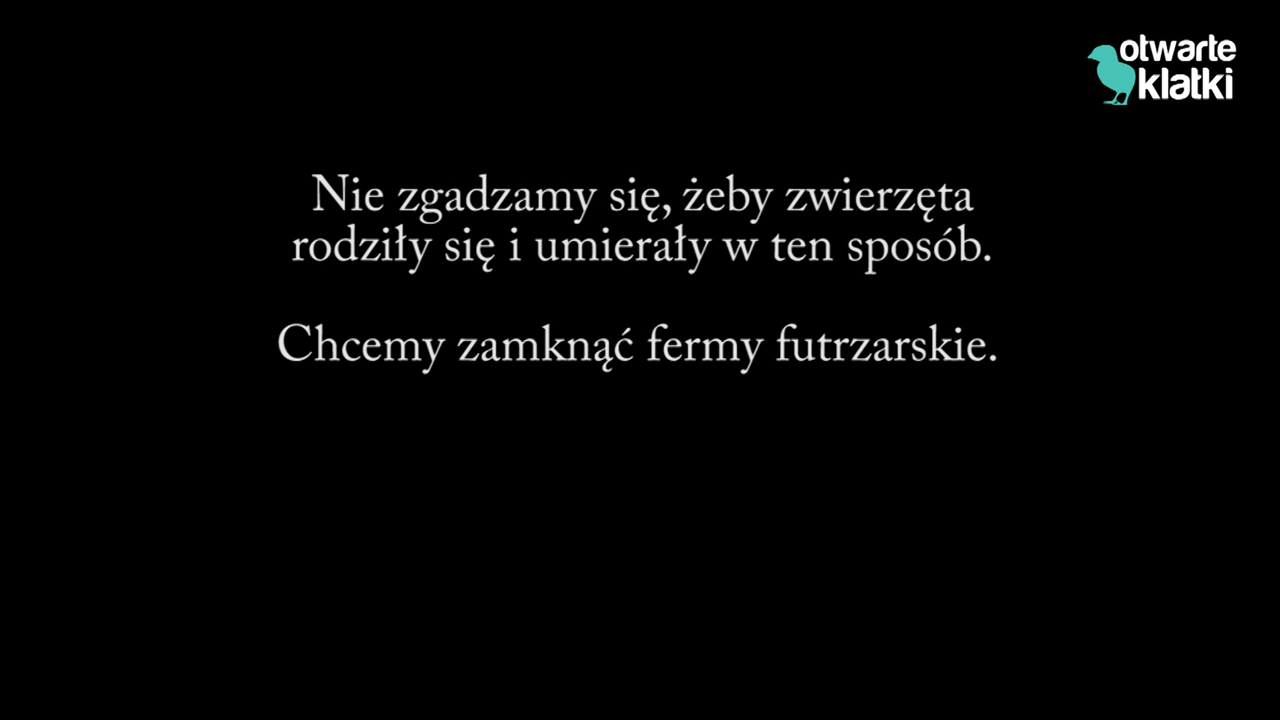 otwarte
klatki
Nie zgadzamy się, żeby zwierzęta
rodziły się i umierały w ten sposób.
Chcemy zamknąć fermy futrzarskie.